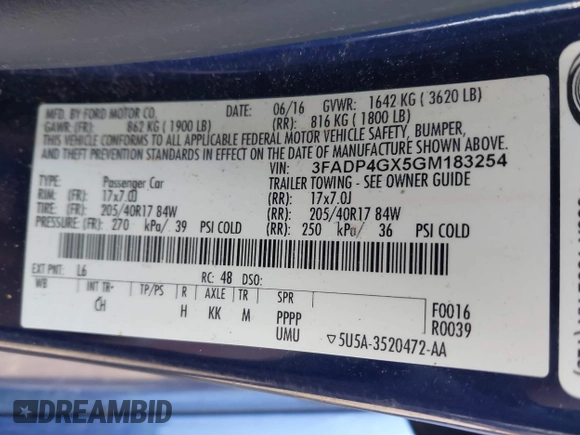 MFD. BY FORD MOTOR CO.
DATE: 06/16 GVWR: 1642 KG ( 3620 LB)
GAWR: (FR): 862 KG ( 1900 LB) (RR): 816 KG ( 1800 LB)
THIS VEHICLE CONFORMS TO ALL APPLICABLE FEDERAL MOTOR VEHICLE SAFETY, BUMPER,
AND THEFT PREVENTION STANDARDS IN EFFECT ON THE DATE OF MANUFACTURE SHOWN ABOVE.
VIN: 3FADP4GX5GM183254
TYPE: Passenger Car TRAILER TOWING - SEE OWNER GUIDE
RIM: (FR): 17x7.0J (RR): 17x7.0J
TIRE: (FR): 205/40R17 84W (RR): 205/40R17 84W
PRESSURE: (FR): 270 kPa/ 39 PSI COLD (RR): 250 kPa/ 36 PSI COLD
EXT PNT: L6 RC: 48 DSO:
WB INT TR TP/PS R AXLE TR SPR
CH H KK M PPPP
UMU
F0016
R0039
▽5U5A-3520472-AA
DREAMBID